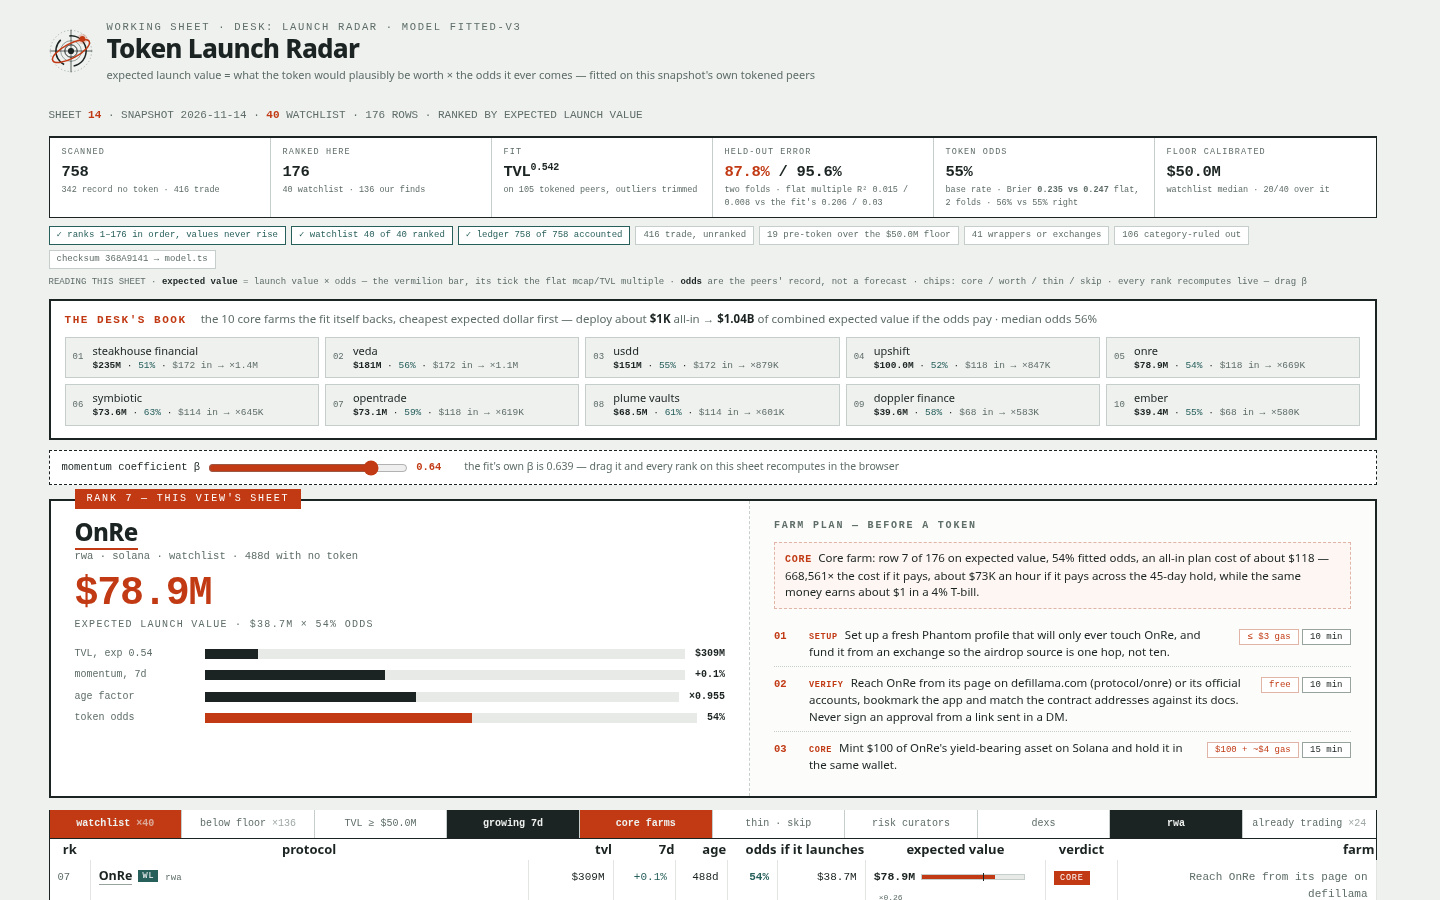 WORKING SHEET · DESK: LAUNCH RADAR · MODEL FITTED-V3
Token Launch Radar
expected launch value = what the token would plausibly be worth × the odds it ever comes — fitted on this snapshot's own tokened peers
SHEET 14 · SNAPSHOT 2026-11-14 · 40 WATCHLIST · 176 ROWS · RANKED BY EXPECTED LAUNCH VALUE
SCANNED
758
342 record no token · 416 trade
RANKED HERE
176
40 watchlist · 136 our finds
FIT
TVL0.542
on 105 tokened peers, outliers trimmed
HELD-OUT ERROR
87.8% / 95.6%
two folds · flat multiple R² 0.015 /
0.008 vs the fit's 0.206 / 0.03
TOKEN ODDS
55%
base rate · Brier 0.235 vs 0.247 flat,
2 folds · 56% vs 55% right
FLOOR CALIBRATED
$50.0M
watchlist median · 20/40 over it
✓ ranks 1–176 in order, values never rise
✓ watchlist 40 of 40 ranked
✓ ledger 758 of 758 accounted
416 trade, unranked
19 pre-token over the $50.0M floor
41 wrappers or exchanges
106 category-ruled out
checksum 368A9141 → model.ts
READING THIS SHEET · expected value = launch value × odds — the vermilion bar, its tick the flat mcap/TVL multiple · odds are the peers' record, not a forecast · chips: core / worth / thin / skip · every rank recomputes live — drag β
THE DESK'S BOOK the 10 core farms the fit itself backs, cheapest expected dollar first — deploy about $1K all-in → $1.04B of combined expected value if the odds pay · median odds 56%
01 steakhouse financial
$235M · 51% · $172 in → ×1.4M
02 veda
$181M · 56% · $172 in → ×1.1M
03 usdd
$151M · 55% · $172 in → ×879K
04 upshift
$100.0M · 52% · $118 in → ×847K
05 onre
$78.9M · 54% · $118 in → ×669K
06 symbiotic
$73.6M · 63% · $114 in → ×645K
07 opentrade
$73.1M · 59% · $118 in → ×619K
08 plume vaults
$68.5M · 61% · $114 in → ×601K
09 doppler finance
$39.6M · 58% · $68 in → ×583K
10 ember
$39.4M · 55% · $68 in → ×580K
momentum coefficient β 0.64 the fit's own β is 0.639 — drag it and every rank on this sheet recomputes in the browser
RANK 7 — THIS VIEW'S SHEET
OnRe
rwa · solana · watchlist · 488d with no token
$78.9M
EXPECTED LAUNCH VALUE · $38.7M × 54% ODDS
TVL, exp 0.54 $309M
momentum, 7d +0.1%
age factor ×0.955
token odds 54%
FARM PLAN — BEFORE A TOKEN
CORE Core farm: row 7 of 176 on expected value, 54% fitted odds, an all-in plan cost of about $118 —
668,561× the cost if it pays, about $73K an hour if it pays across the 45-day hold, while the same
money earns about $1 in a 4% T-bill.
01 SETUP Set up a fresh Phantom profile that will only ever touch OnRe, and
fund it from an exchange so the airdrop source is one hop, not ten.
≤ $3 gas 10 min
02 VERIFY Reach OnRe from its page on defillama.com (protocol/onre) or its official
accounts, bookmark the app and match the contract addresses against its docs.
Never sign an approval from a link sent in a DM.
free 10 min
03 CORE Mint $100 of OnRe's yield-bearing asset on Solana and hold it in
the same wallet.
$100 + ~$4 gas 15 min
watchlist ×40
below floor ×136
TVL ≥ $50.0M
growing 7d
core farms
thin · skip
risk curators
dexs
rwa
already trading ×24
rk protocol tvl 7d age odds if it launches expected value verdict farm
07 OnRe WL rwa $309M +0.1% 488d 54% $38.7M $78.9M CORE Reach OnRe from its page on
×0.26 defillama